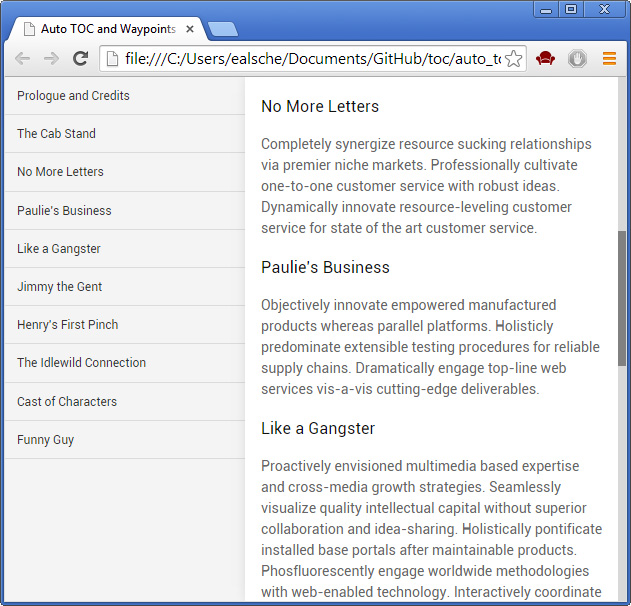 Auto TOC and Waypoints
file:///C:/Users/ealsche/Documents/GitHub/toc/auto_to
Prologue and Credits
The Cab Stand
No More Letters
Paulie's Business
Like a Gangster
Jimmy the Gent
Henry's First Pinch
The Idlewild Connection
Cast of Characters
Funny Guy
No More Letters
Completely synergize resource sucking relationships
via premier niche markets. Professionally cultivate
one-to-one customer service with robust ideas.
Dynamically innovate resource-leveling customer
service for state of the art customer service.
Paulie's Business
Objectively innovate empowered manufactured
products whereas parallel platforms. Holisticly
predominate extensible testing procedures for reliable
supply chains. Dramatically engage top-line web
services vis-a-vis cutting-edge deliverables.
Like a Gangster
Proactively envisioned multimedia based expertise
and cross-media growth strategies. Seamlessly
visualize quality intellectual capital without superior
collaboration and idea-sharing. Holistically pontificate
installed base portals after maintainable products.
Phosfluorescently engage worldwide methodologies
with web-enabled technology. Interactively coordinate